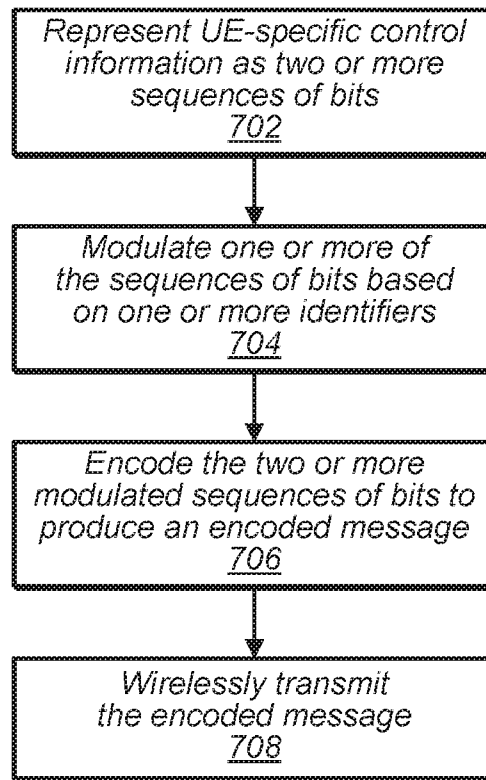 Represent UE-specific control
information as two or more
sequences of bits
702
Modulate one or more of
the sequences of bits based
on one or more identifiers
704
Encode the two or more
modulated sequences of bits to
produce an encoded message
706
Wirelessly transmit
the encoded message
708